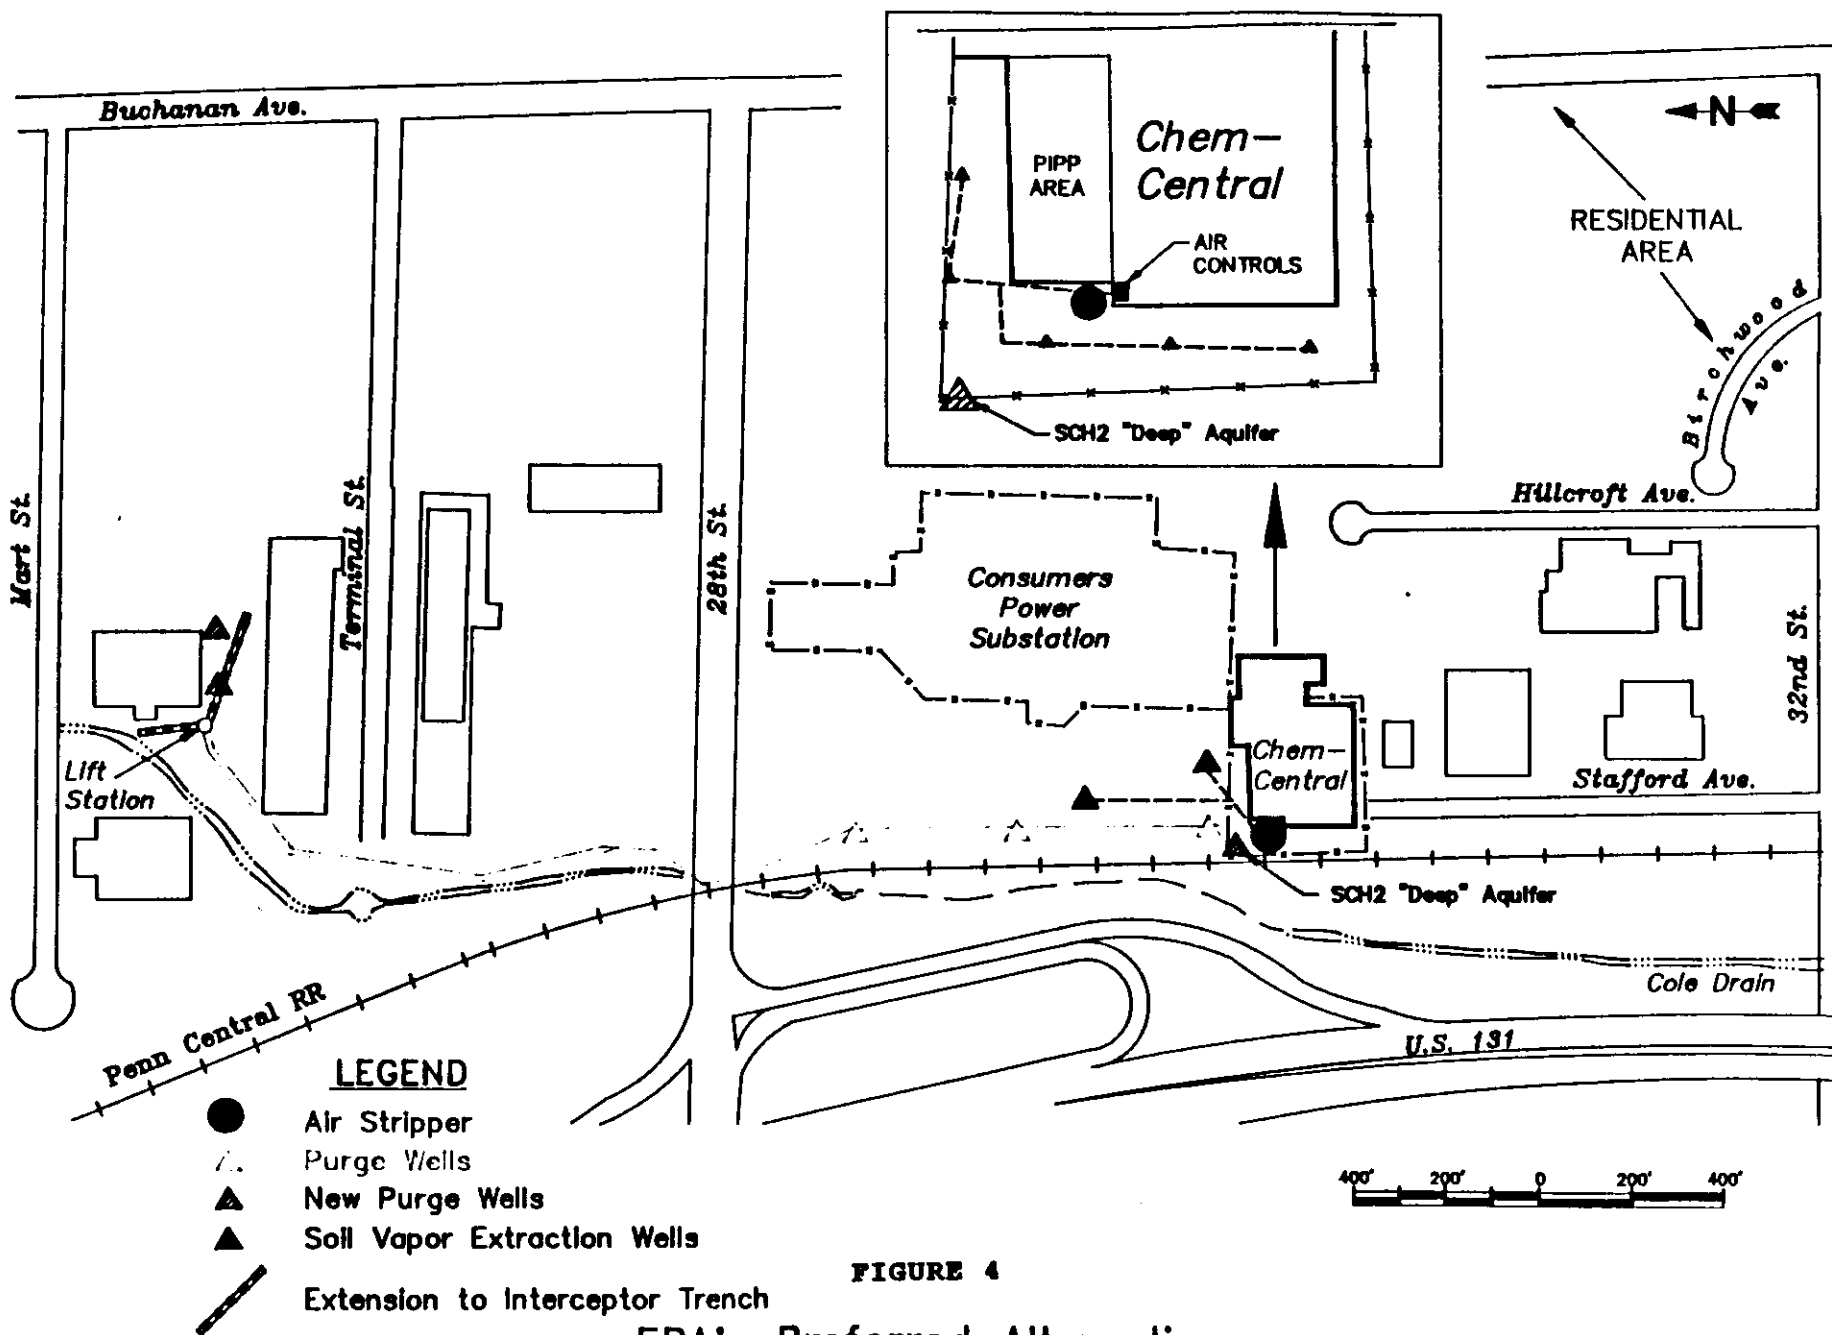 Buchanan Ave.
N
Chem-
Central
PIPP
AREA
AIR
CONTROLS
SCH2 "Deep" Aquifer
RESIDENTIAL
AREA
Birchwood
Ave.
Hillcroft Ave.
Mart St.
Terminal St.
28th St.
32nd St.
Consumers
Power
Substation
Chem-
Central
Stafford Ave.
Lift
Station
SCH2 "Deep" Aquifer
Cole Drain
Penn Central RR
U.S. 131
LEGEND
Air Stripper
Purge Wells
New Purge Wells
Soil Vapor Extraction Wells
Extension to Interceptor Trench
400' 200' 0 200' 400'
FIGURE 4
Preferred